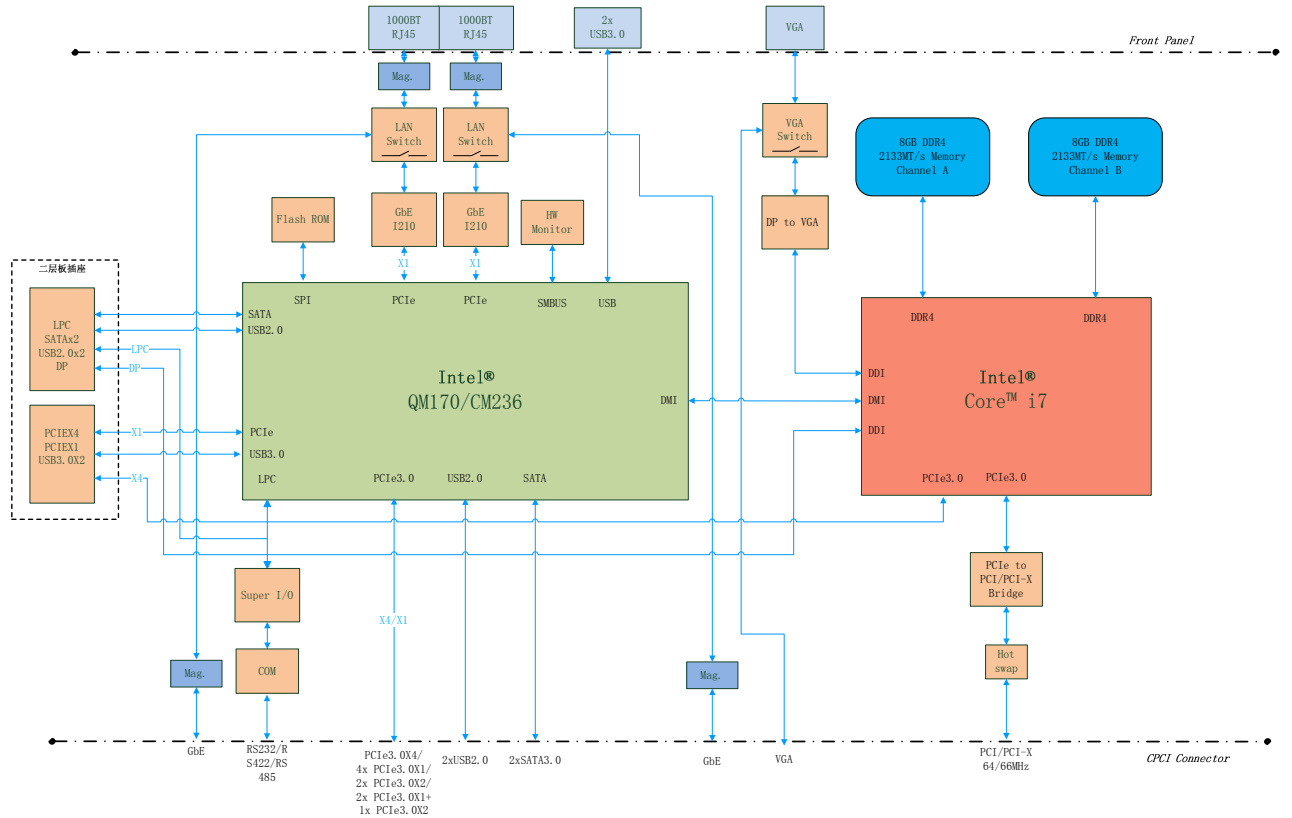 1000BT
RJ45
1000BT
RJ45
2x
USB3.0
VGA
Front Panel
Mag.
Mag.
LAN
Switch
LAN
Switch
VGA
Switch
8GB DDR4
2133MT/s Memory
Channel A
8GB DDR4
2133MT/s Memory
Channel B
Flash ROM
GbE
I210
GbE
I210
HW
Monitor
DP to VGA
X1
X1
二层板插座
LPC
SATAx2
USB2.0x2
DP
PCIEX4
PCIEX1
USB3.0X2
LPC
DP
X1
X4
SPI
PCIe
PCIe
SMBUS
USB
SATA
USB2.0
Intel®
QM170/CM236
DMI
PCIe
USB3.0
LPC
PCIe3.0
USB2.0
SATA
DDR4
DDR4
DDI
DMI
DDI
Intel®
Core™ i7
PCIe3.0
PCIe3.0
Super I/O
COM
X4/X1
PCIe to
PCI/PCI-X
Bridge
Hot
swap
Mag.
Mag.
GbE
RS232/R
S422/RS
485
PCIe3.0X4/
4x PCIe3.0X1/
2x PCIe3.0X2/
2x PCIe3.0X1+
1x PCIe3.0X2
2xUSB2.0
2xSATA3.0
GbE
VGA
PCI/PCI-X
64/66MHz
CPCI Connector